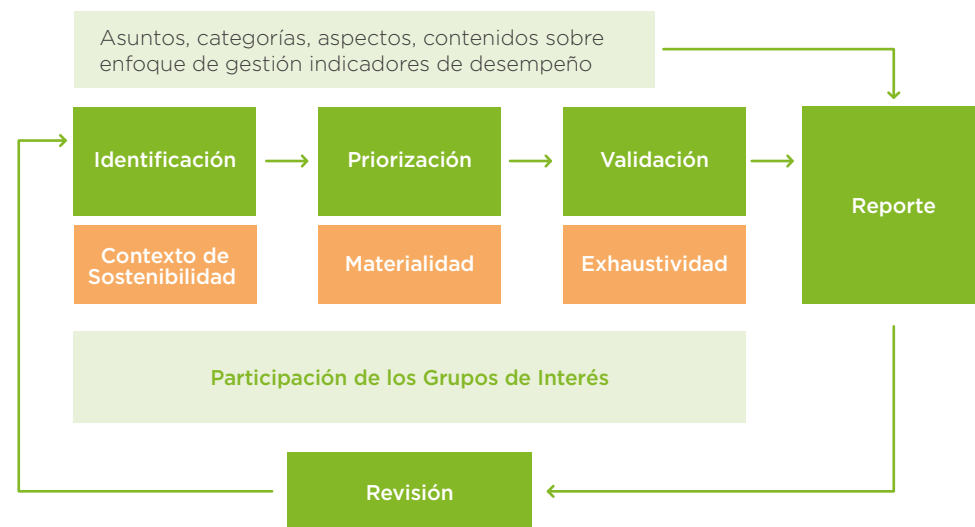 Asuntos, categorías, aspectos, contenidos sobre
enfoque de gestión indicadores de desempeño
Identificación
Priorización
Validación
Reporte
Contexto de
Sostenibilidad
Materialidad
Exhaustividad
Participación de los Grupos de Interés
Revisión